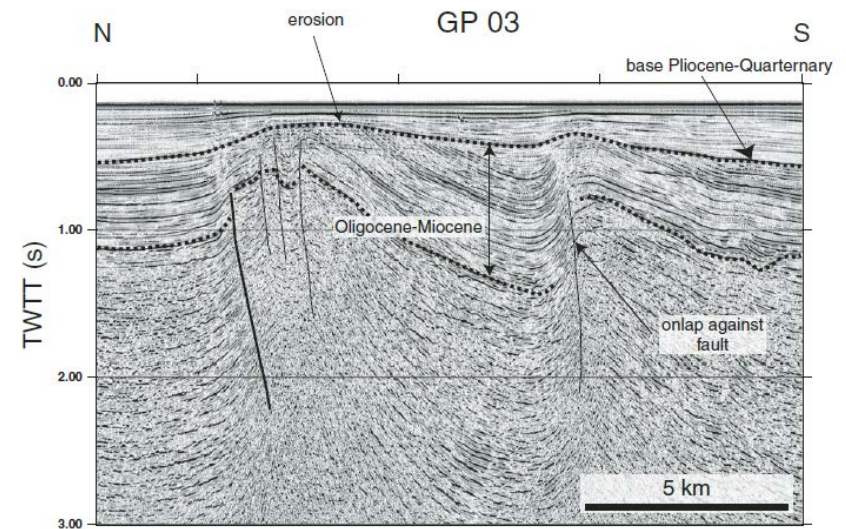 GP 03
N
S
erosion
base Pliocene-Quarternary
0.00
Oligocene-Miocene
1.00
TWTT (s)
onlap against
fault
2.00
5 km
3.00